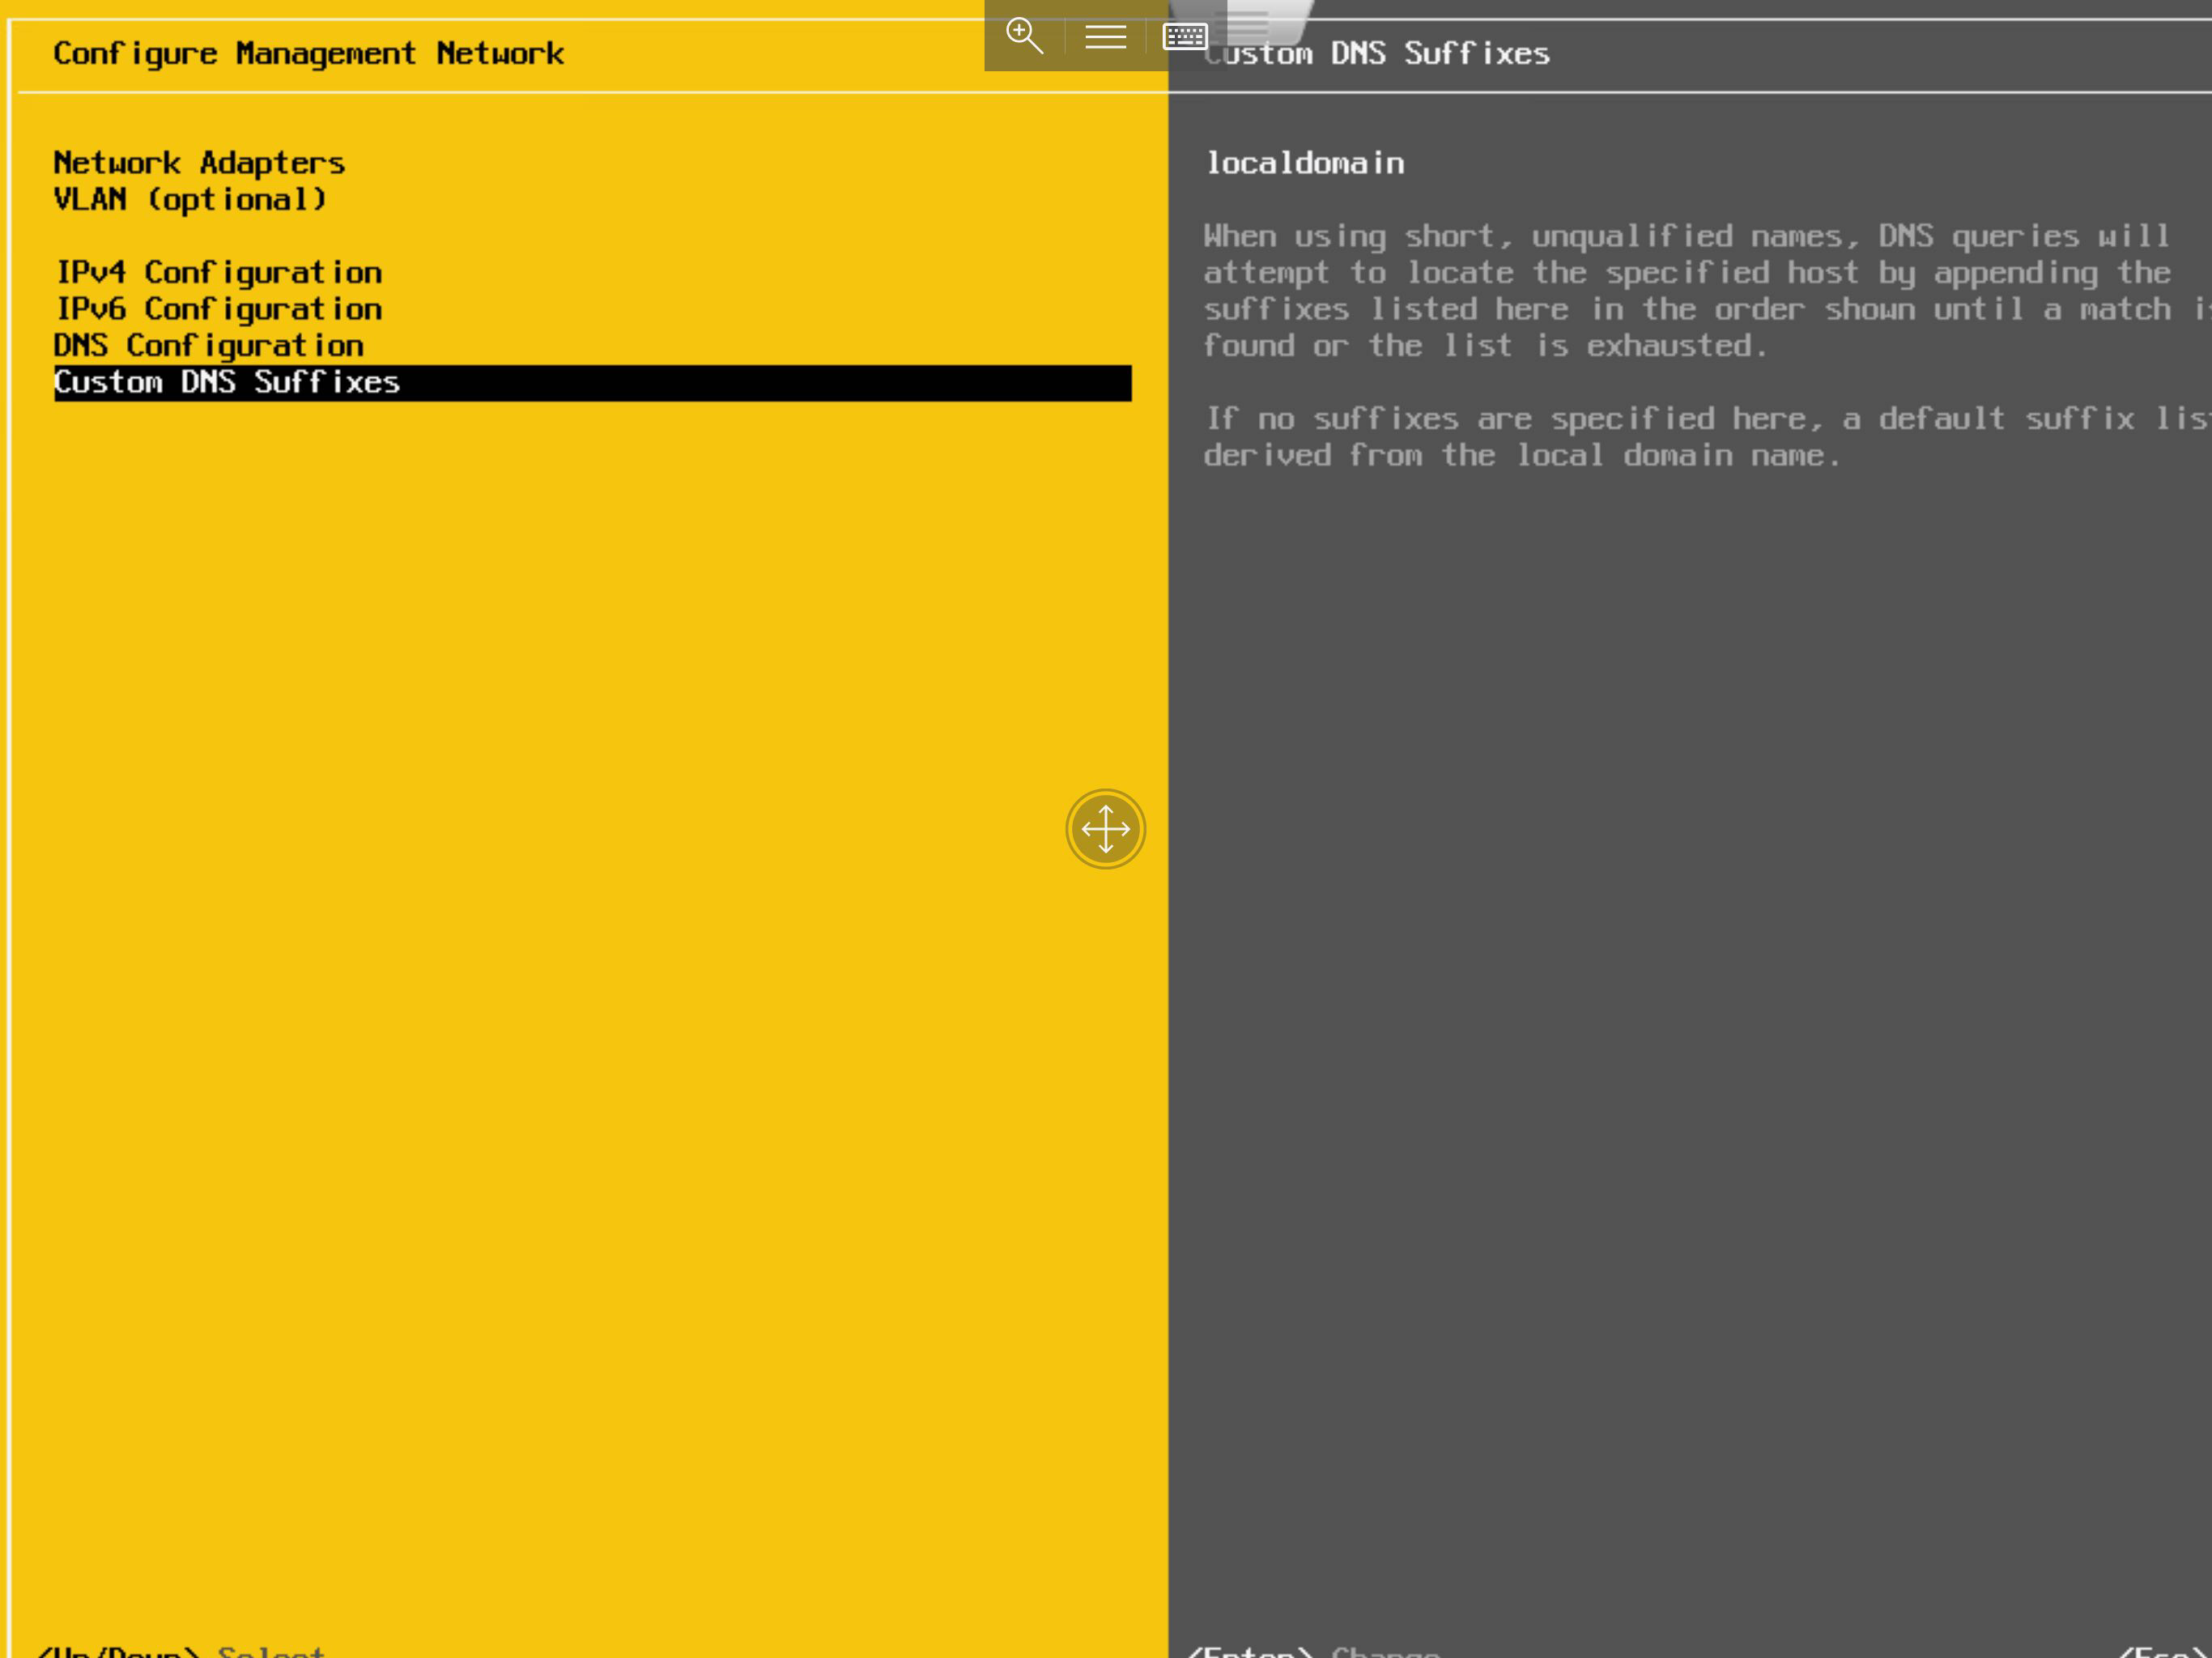 Configure Management Network
Custom DNS Suffixes
Network Adapters
VLAN (optional)
IPv4 Configuration
IPv6 Configuration
DNS Configuration
Custom DNS Suffixes
localdomain
When using short, unqualified names, DNS queries will
attempt to locate the specified host by appending the
suffixes listed here in the order shown until a match is
found or the list is exhausted.
If no suffixes are specified here, a default suffix lis
derived from the local domain name.
<Up/Down> Select
<Enter> Change
<Esc>